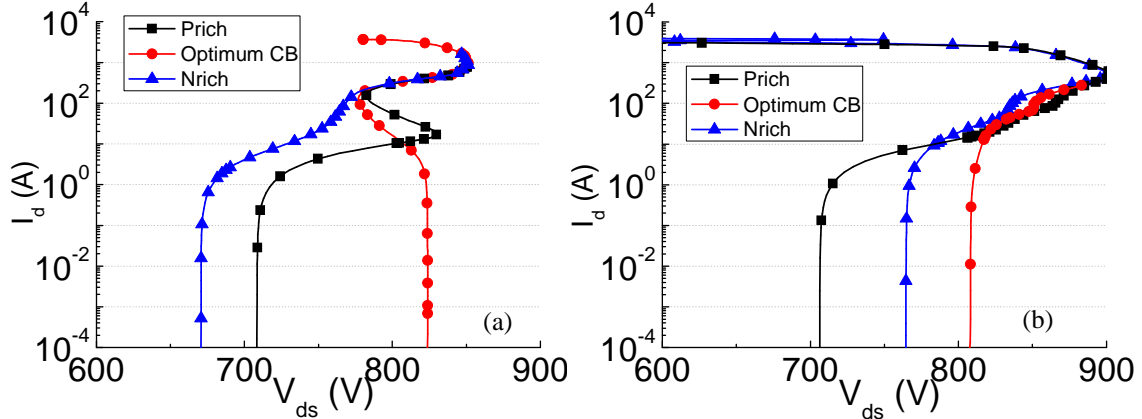 Prich
Optimum CB
Nrich
10^4
10^2
10^0
10^-2
10^-4
I_d (A)
600
700
800
900
V_ds (V)
(a)
Prich
Optimum CB
Nrich
10^4
10^2
10^0
10^-2
10^-4
I_d (A)
600
700
800
900
V_ds (V)
(b)